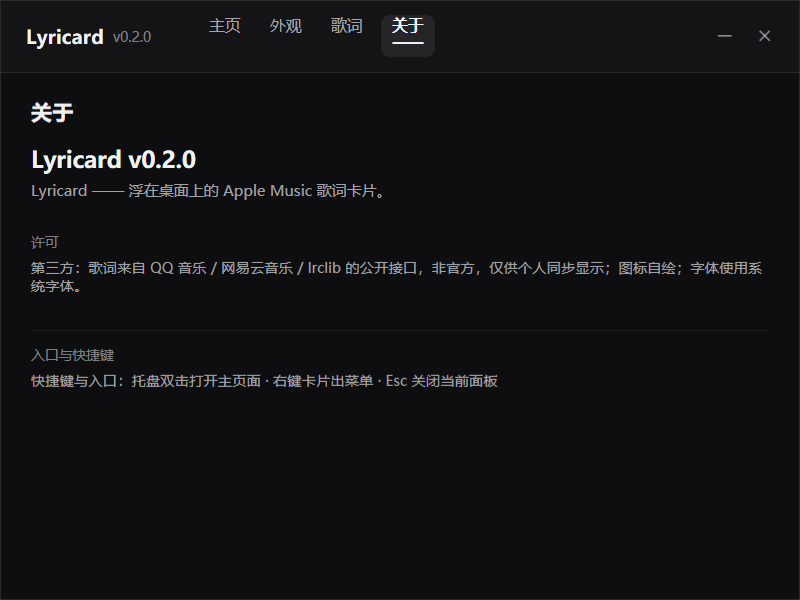 Lyricard v0.2.0 主页 外观 歌词 关于
关于
Lyricard v0.2.0
Lyricard —— 浮在桌面上的 Apple Music 歌词卡片。
许可
第三方：歌词来自 QQ 音乐 / 网易云音乐 / lrclib 的公开接口，非官方，仅供个人同步显示；图标自绘；字体使用系
统字体。
入口与快捷键
快捷键与入口：托盘双击打开主页面 · 右键卡片出菜单 · Esc 关闭当前面板